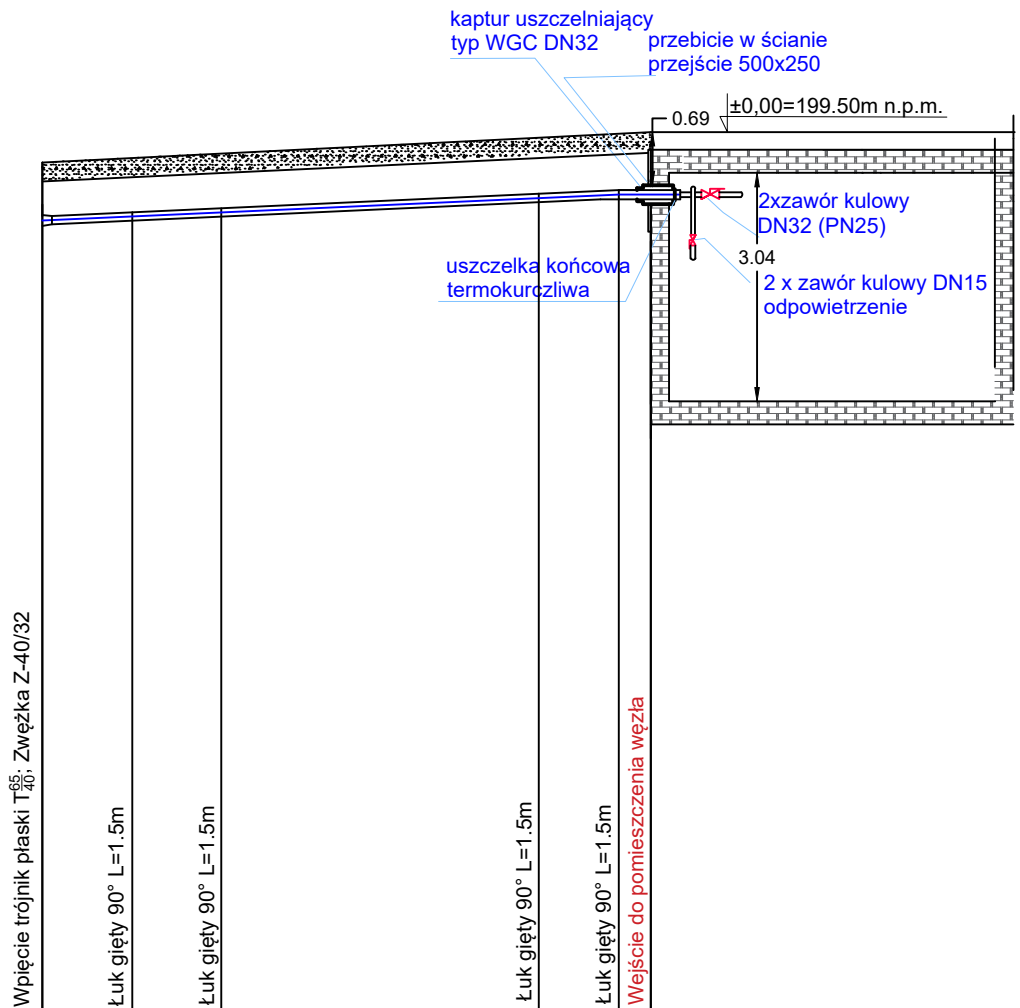 kaptur uszczelniający
typ WGC DN32
przebicie w ścianie
przejście 500x250
0.69
±0,00=199.50m n.p.m.
2xzawór kulowy
DN32 (PN25)
3.04
uszczelka końcowa
termokurczliwa
2 x zawór kulowy DN15
odpowietrzenie
Wpięcie trójnik płaski T65/40; Zwężka Z-40/32
Łuk gięty 90° L=1.5m
Łuk gięty 90° L=1.5m
Łuk gięty 90° L=1.5m
Łuk gięty 90° L=1.5m
Wejście do pomieszczenia węzła